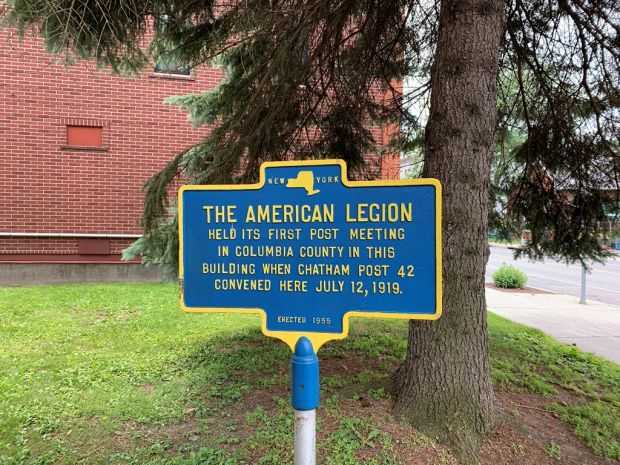 NEW YORK
THE AMERICAN LEGION
HELD ITS FIRST POST MEETING
IN COLUMBIA COUNTY IN THIS
BUILDING WHEN CHATHAM POST 42
CONVENED HERE JULY 12, 1919.
ERECTED 1955